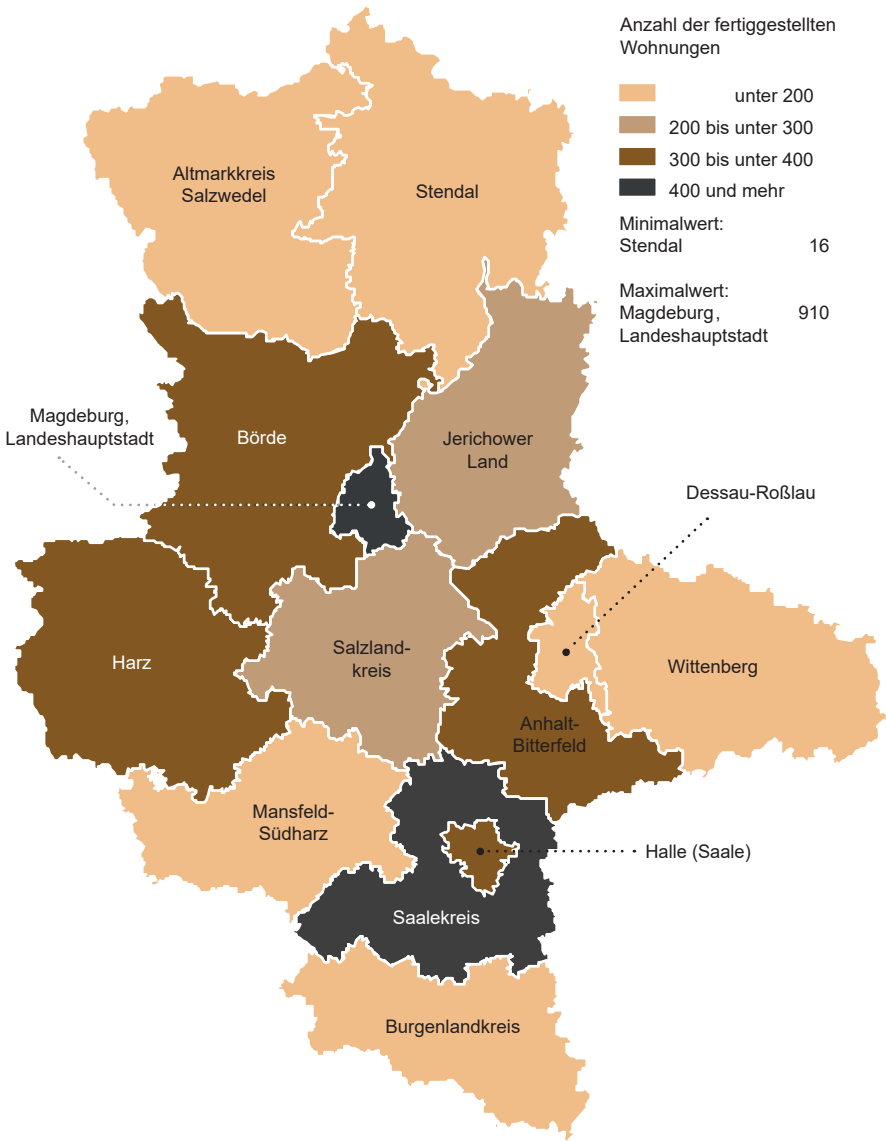 Anzahl der fertiggestellten
Wohnungen
unter 200
200 bis unter 300
300 bis unter 400
400 und mehr
Minimalwert:
Stendal 16
Maximalwert:
Magdeburg, 910
Landeshauptstadt
Altmarkkreis
Salzwedel
Stendal
Magdeburg,
Landeshauptstadt
Börde
Jerichower
Land
Dessau-Roßlau
Harz
Salzland-
kreis
Wittenberg
Anhalt-
Bitterfeld
Mansfeld-
Südharz
Halle (Saale)
Saalekreis
Burgenlandkreis